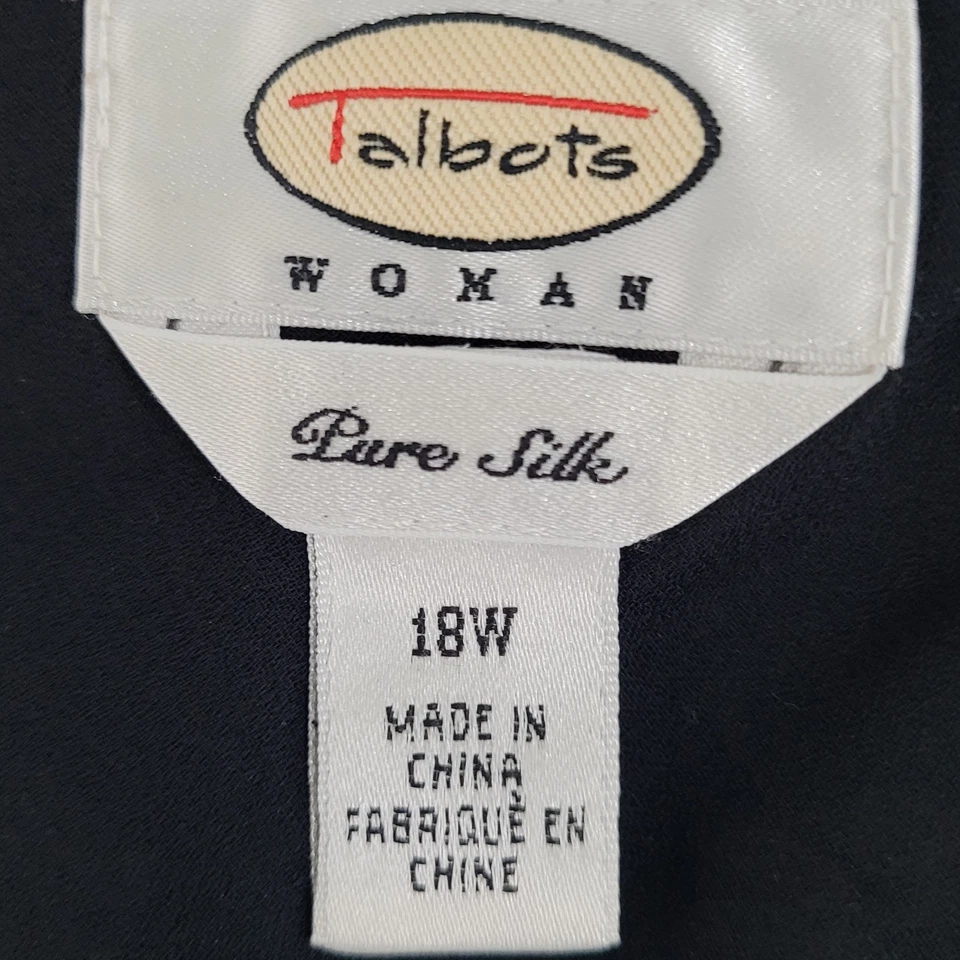 Talbots
WOMAN
Pure Silk
18W
MADE IN
CHINA
FABRIQUÉ EN
CHINE